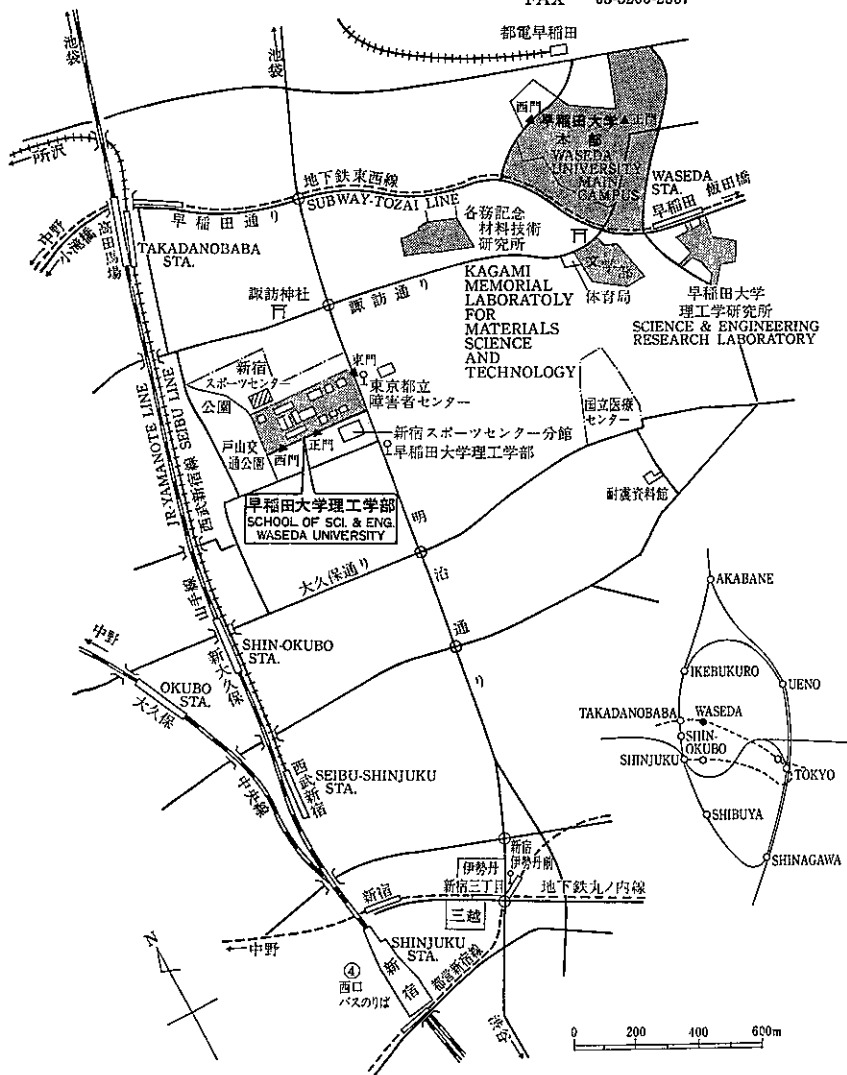 FAX
都電早稲田
池袋
池袋
西門
早稲田大学
正門
本部
WASEDA
UNIVERSITY
MAIN
CAMPUS
WASEDA
STA.
飯田橋
早稲田
所沢
地下鉄東西線
SUBWAY-TOZAI LINE
早稲田通り
中野
小滝橋
高田馬場
TAKADANOBABA
STA.
各務記念
材料技術
研究所
KAGAMI
MEMORIAL
LABORATOLY
FOR
MATERIALS
SCIENCE
AND
TECHNOLOGY
文学部
体育局
早稲田大学
理工学研究所
SCIENCE & ENGINEERING
RESEARCH LABORATORY
諏訪神社
諏訪通り
新宿
スポーツセンター
公園
東門
東京都立
障害者センター
国立医療
センター
新宿スポーツセンター分館
早稲田大学理工学部
戸山交
通公園
西門
正門
早稲田大学理工学部
SCHOOL OF SCI. & ENG.
WASEDA UNIVERSITY
JR-YAMANOTE LINE
山手線
SEIBU LINE
西武新宿線
明治通り
大久保通り
SHIN-OKUBO
STA.
新大久保
中野
OKUBO
STA.
大久保
中央線
SEIBU-SHINJUKU
STA.
西武新宿
AKABANE
IKEBUKURO
UENO
TAKADANOBABA
WASEDA
SHIN-
OKUBO
SHINJUKU
TOKYO
SHIBUYA
SHINAGAWA
新宿
伊勢丹前
伊勢丹
新宿三丁目
地下鉄丸ノ内線
三越
新宿
中野
SHINJUKU
STA.
新宿
都営新宿線
④
西口
バスのりば
渋谷
N
0 200 400 600m